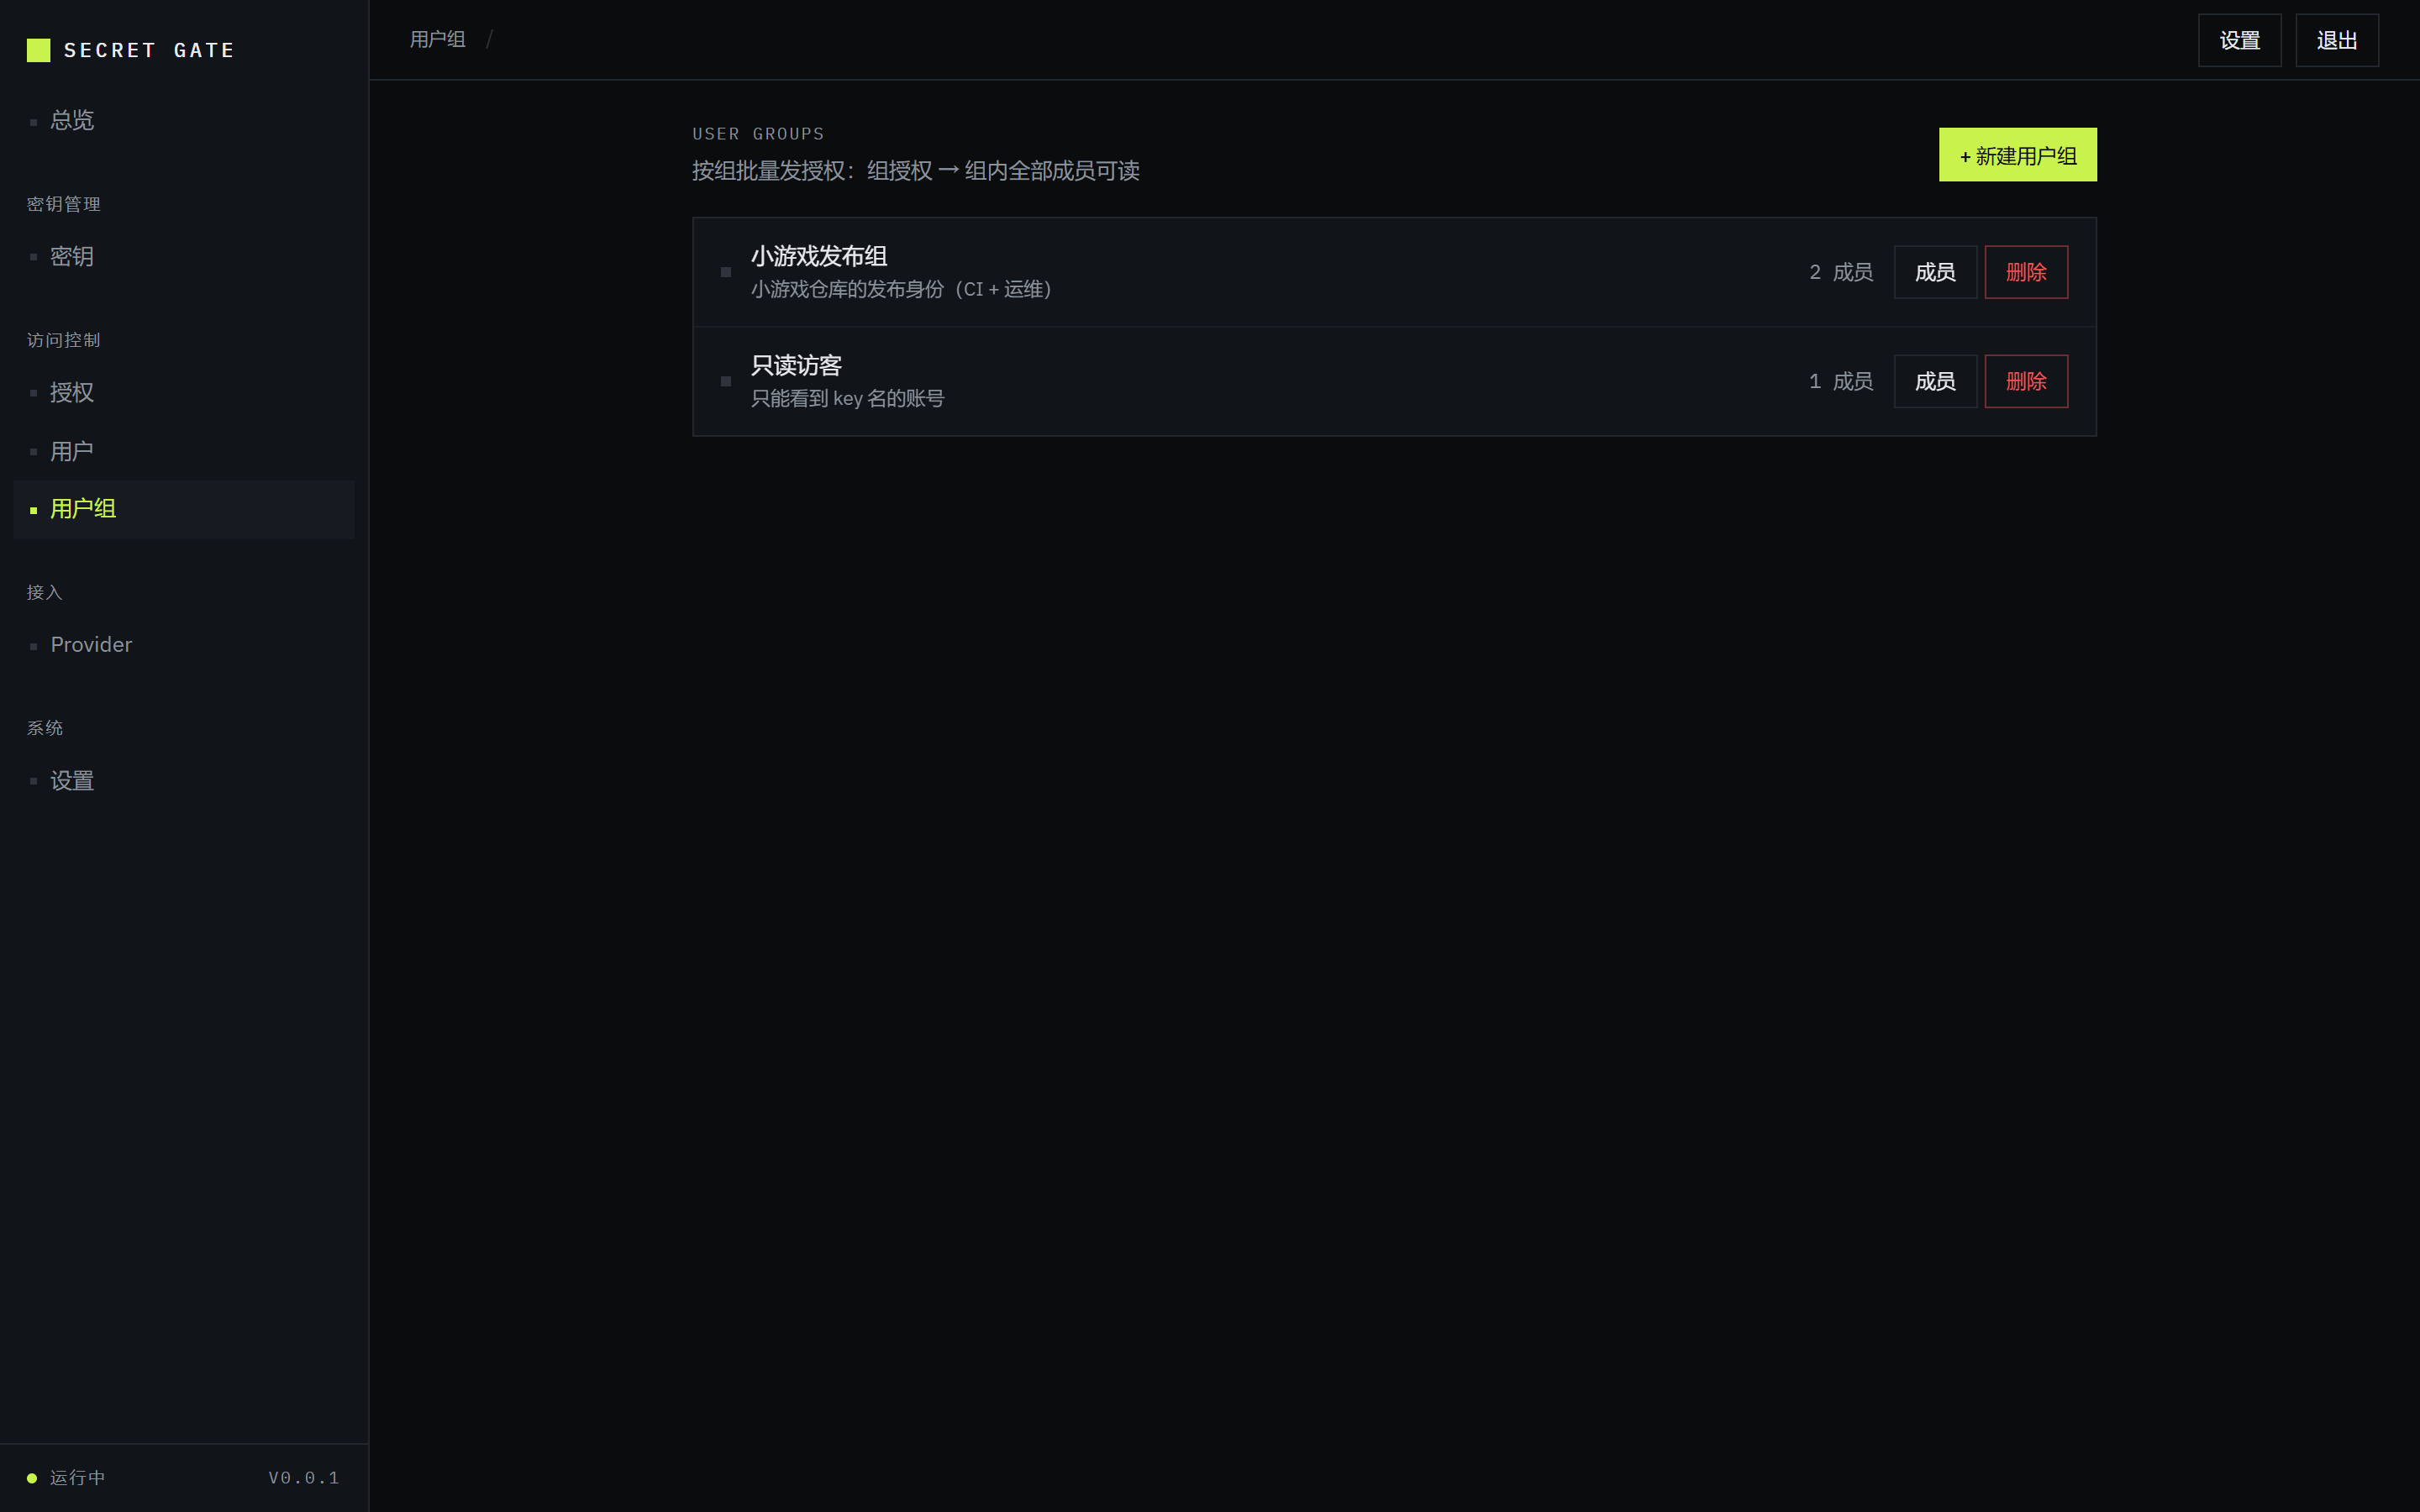 SECRET GATE
总览
密钥管理
密钥
访问控制
授权
用户
用户组
接入
Provider
系统
设置
运行中 V0.0.1
用户组 /
设置 退出
USER GROUPS
按组批量发授权：组授权 → 组内全部成员可读
+ 新建用户组
小游戏发布组
小游戏仓库的发布身份（CI + 运维）
2 成员 成员 删除
只读访客
只能看到 key 名的账号
1 成员 成员 删除